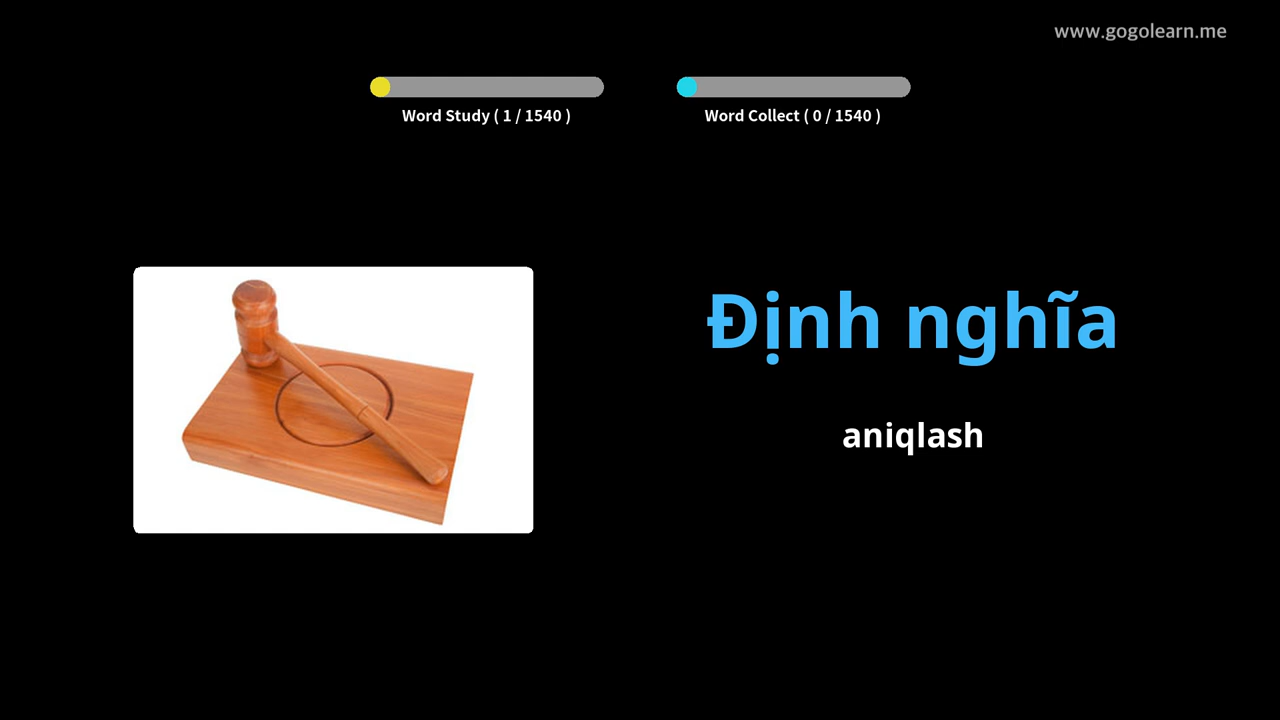 www.gogolearn.me
Word Study ( 1 / 1540 )
Word Collect ( 0 / 1540 )
Định nghĩa
aniqlash